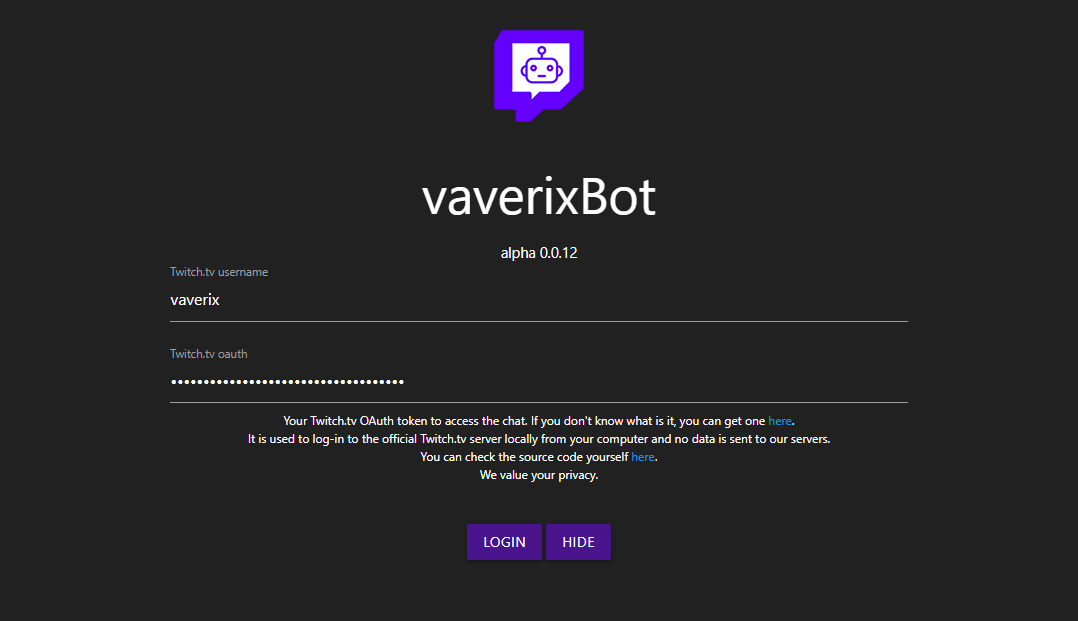 vaverixBot
alpha 0.0.12
Twitch.tv username
vaverix
Twitch.tv oauth
••••••••••••••••••••••••••••••••••••
Your Twitch.tv OAuth token to access the chat. If you don't know what is it, you can get one here.
It is used to log-in to the official Twitch.tv server locally from your computer and no data is sent to our servers.
You can check the source code yourself here.
We value your privacy.
LOGIN HIDE